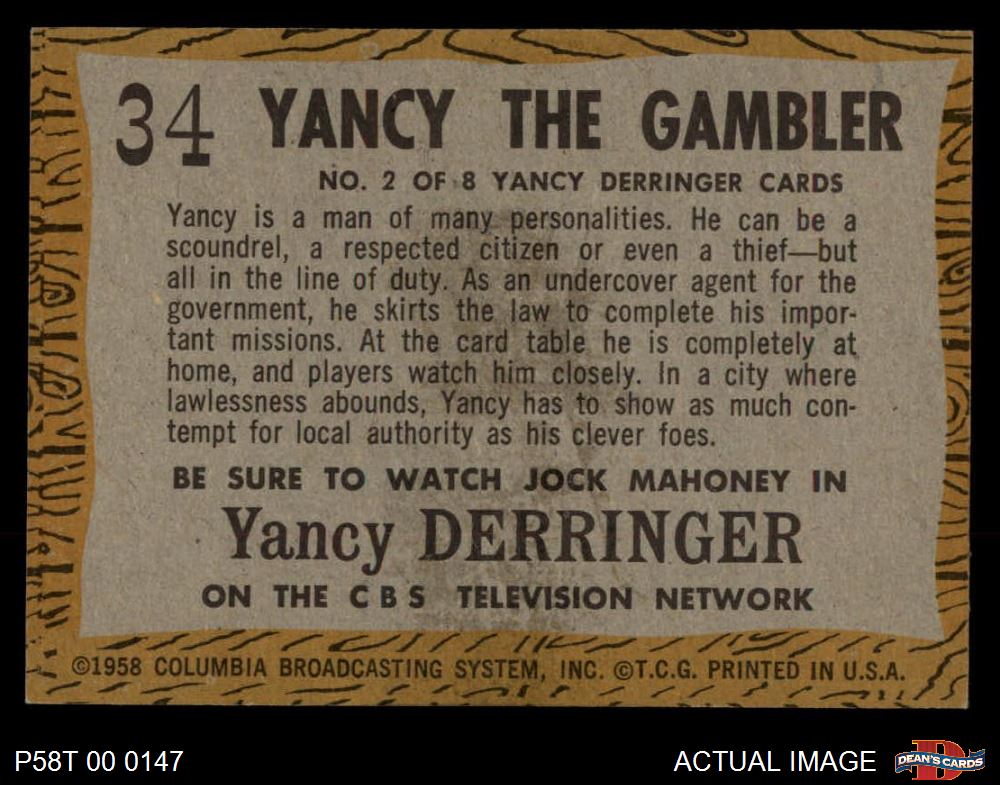 34 YANCY THE GAMBLER
NO. 2 OF 8 YANCY DERRINGER CARDS
Yancy is a man of many personalities. He can be a
scoundrel, a respected citizen or even a thief—but
all in the line of duty. As an undercover agent for the
government, he skirts the law to complete his impor-
tant missions. At the card table he is completely at
home, and players watch him closely. In a city where
lawlessness abounds, Yancy has to show as much con-
tempt for local authority as his clever foes.
BE SURE TO WATCH JOCK MAHONEY IN
Yancy DERRINGER
ON THE CBS TELEVISION NETWORK
©1958 COLUMBIA BROADCASTING SYSTEM, INC. ©T.C.G. PRINTED IN U.S.A.
P58T 00 0147
ACTUAL IMAGE
DEAN'S CARDS